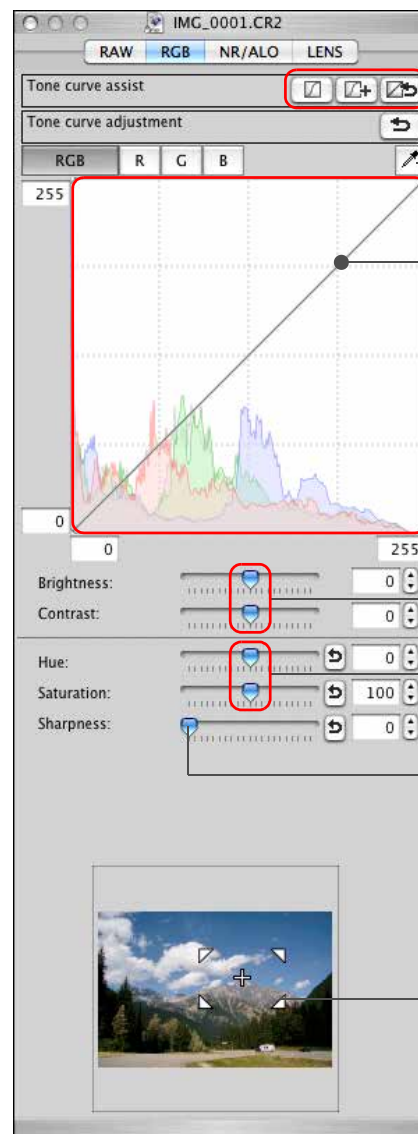 IMG_0001.CR2
RAW RGB NR/ALO LENS
Tone curve assist
Tone curve adjustment
RGB R G B
255
0
0 255
Brightness: 0
Contrast: 0
Hue: 0
Saturation: 100
Sharpness: 0